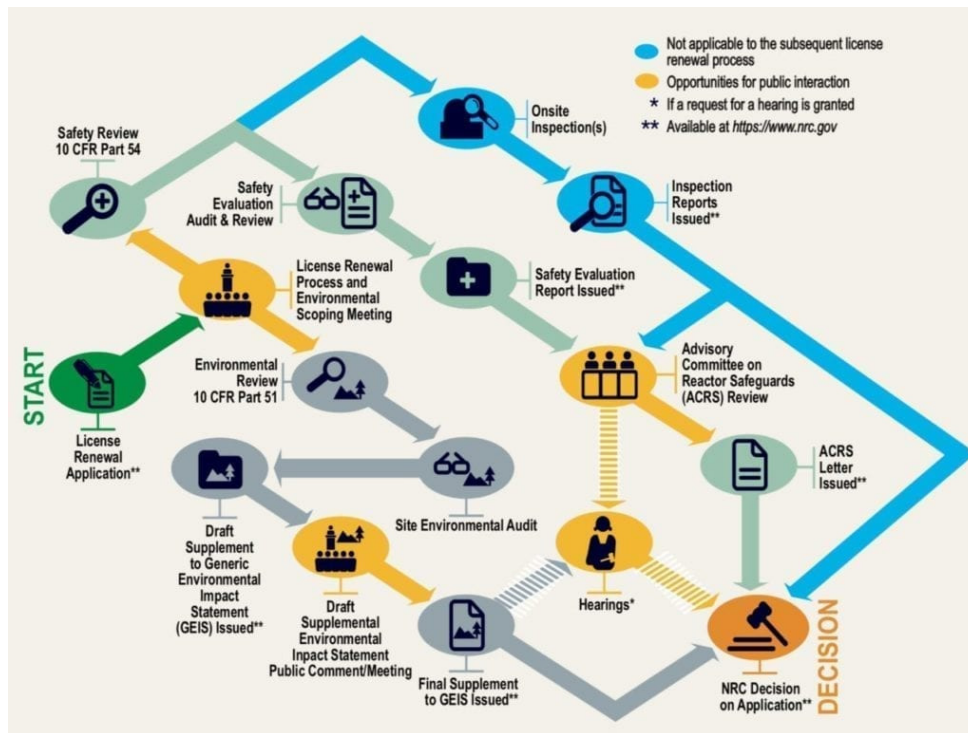 Not applicable to the subsequent license
renewal process
Opportunities for public interaction
* If a request for a hearing is granted
** Available at https://www.nrc.gov
Onsite
Inspection(s)
Safety Review
10 CFR Part 54
Safety
Evaluation
Audit & Review
Inspection
Reports
Issued**
License Renewal
Process and
Environmental
Scoping Meeting
Safety Evaluation
Report Issued**
START
License
Renewal
Application**
Environmental
Review
10 CFR Part 51
Advisory
Committee on
Reactor Safeguards
(ACRS) Review
ACRS
Letter
Issued**
Site Environmental Audit
Draft
Supplement
to Generic
Environmental
Impact
Statement
(GEIS) Issued**
Draft
Supplemental
Environmental
Impact Statement
Public Comment/Meeting
Hearings*
Final Supplement
to GEIS Issued**
NRC Decision
on Application**
DECISION